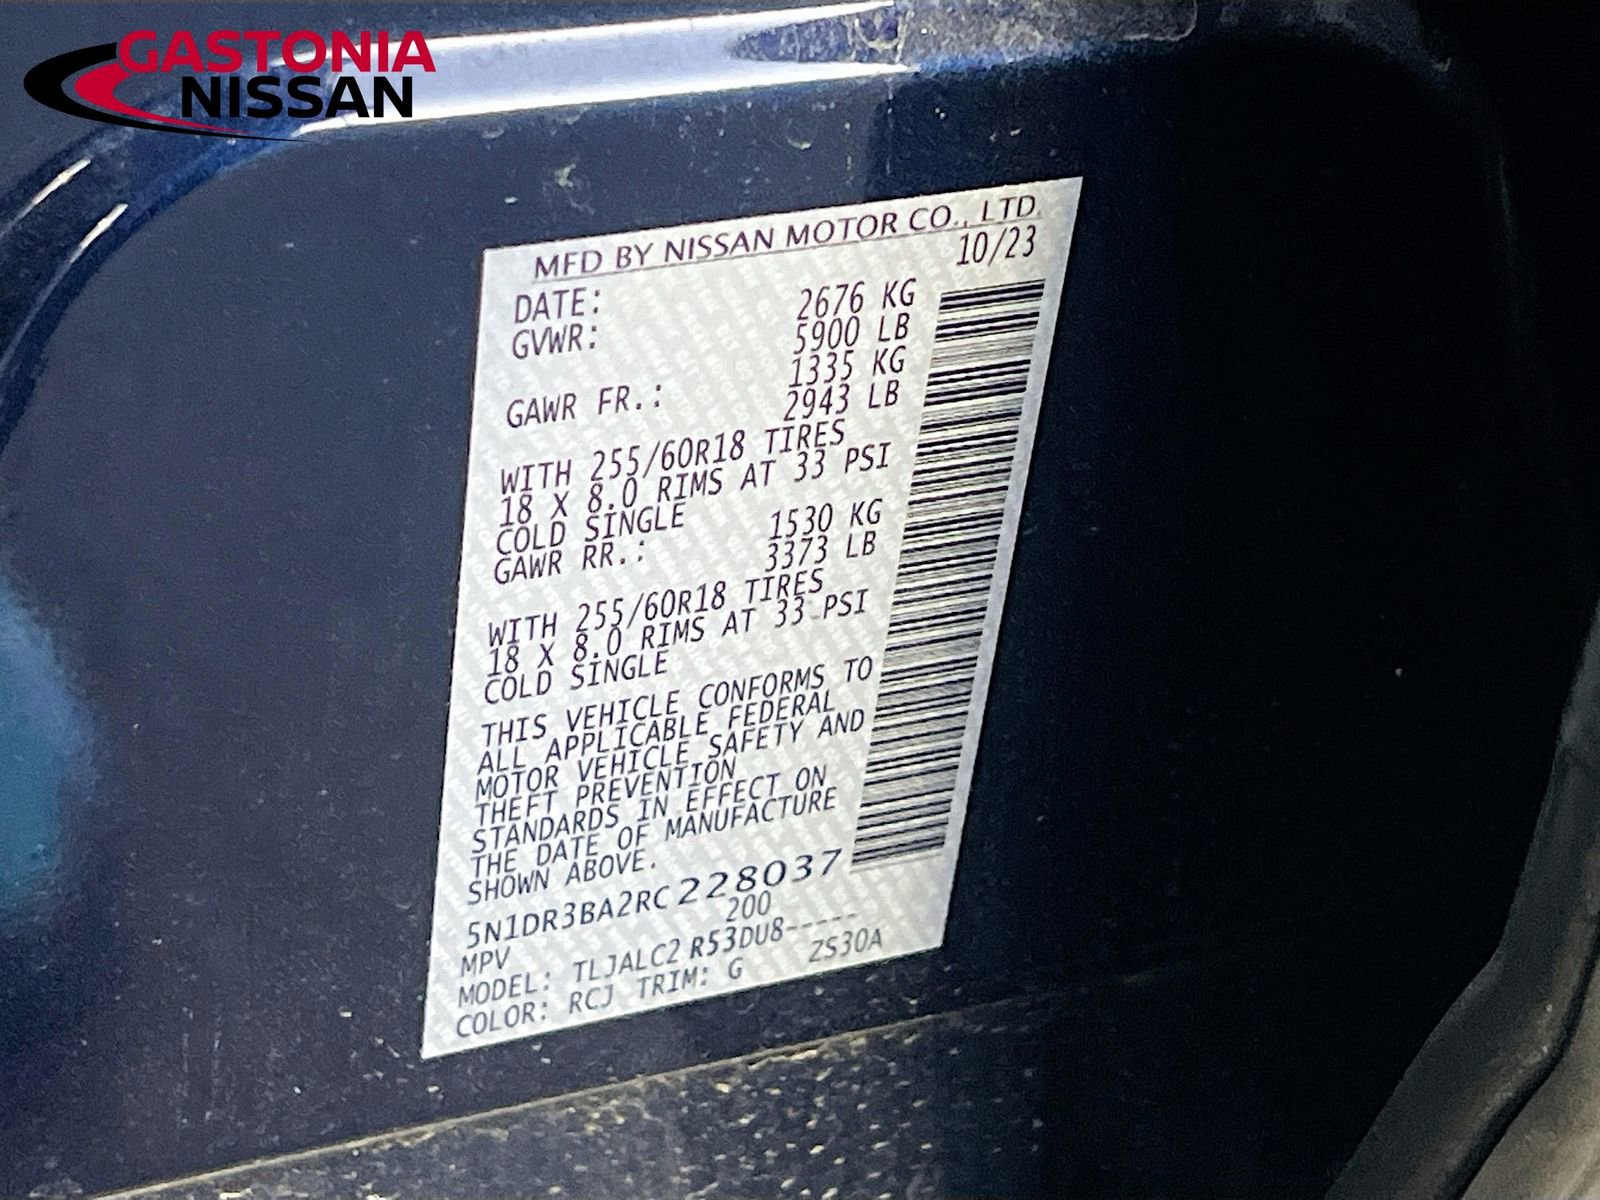 GASTONIA
NISSAN
MFD BY NISSAN MOTOR CO., LTD.
DATE: 10/23
GVWR: 2676 KG
5900 LB
GAWR FR.: 1335 KG
2943 LB
WITH 255/60R18 TIRES
18 X 8.0 RIMS AT 33 PSI
COLD SINGLE
GAWR RR.: 1530 KG
3373 LB
WITH 255/60R18 TIRES
18 X 8.0 RIMS AT 33 PSI
COLD SINGLE
THIS VEHICLE CONFORMS TO
ALL APPLICABLE FEDERAL
MOTOR VEHICLE SAFETY AND
THEFT PREVENTION
STANDARDS IN EFFECT ON
THE DATE OF MANUFACTURE
SHOWN ABOVE.
5N1DR3BA2RC228037
MPV 200
MODEL: TLJALC2 R53DU8-----
COLOR: RCJ TRIM: G ZS30A